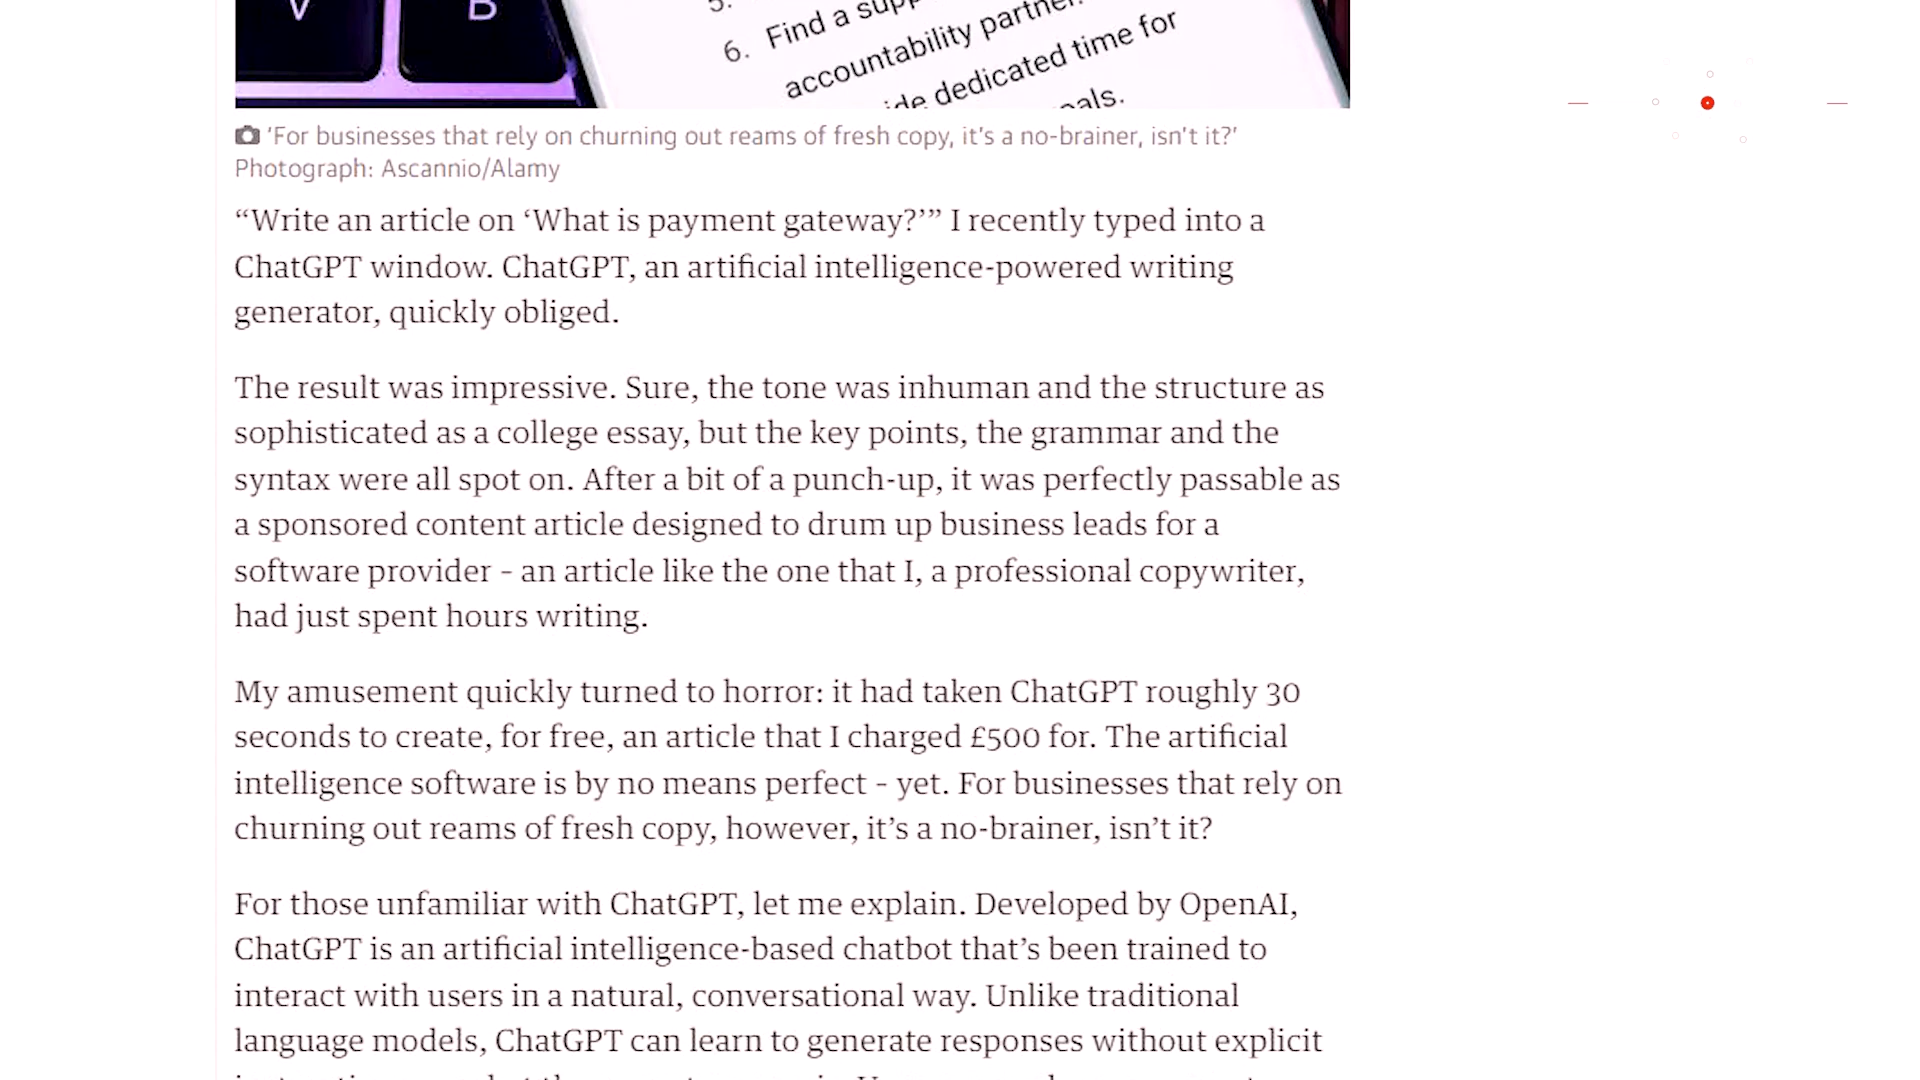 V B
5.
6. Find a
accountability partner.
dedicated time for
'For businesses that rely on churning out reams of fresh copy, it's a no-brainer, isn't it?'
Photograph: Ascannio/Alamy
“Write an article on ‘What is payment gateway?’” I recently typed into a
ChatGPT window. ChatGPT, an artificial intelligence-powered writing
generator, quickly obliged.
The result was impressive. Sure, the tone was inhuman and the structure as
sophisticated as a college essay, but the key points, the grammar and the
syntax were all spot on. After a bit of a punch-up, it was perfectly passable as
a sponsored content article designed to drum up business leads for a
software provider – an article like the one that I, a professional copywriter,
had just spent hours writing.
My amusement quickly turned to horror: it had taken ChatGPT roughly 30
seconds to create, for free, an article that I charged £500 for. The artificial
intelligence software is by no means perfect – yet. For businesses that rely on
churning out reams of fresh copy, however, it’s a no-brainer, isn’t it?
For those unfamiliar with ChatGPT, let me explain. Developed by OpenAI,
ChatGPT is an artificial intelligence-based chatbot that’s been trained to
interact with users in a natural, conversational way. Unlike traditional
language models, ChatGPT can learn to generate responses without explicit